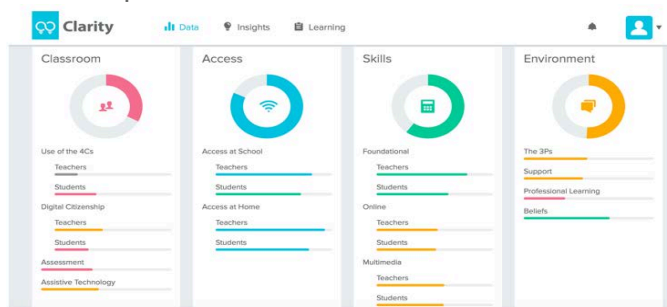 Clarity
Data
Insights
Learning
Classroom
Use of the 4Cs
Teachers
Students
Digital Citizenship
Teachers
Students
Assessment
Assistive Technology
Access
Access at School
Teachers
Students
Access at Home
Teachers
Students
Skills
Foundational
Teachers
Students
Online
Teachers
Students
Multimedia
Teachers
Students
Environment
The 3Ps
Support
Professional Learning
Beliefs